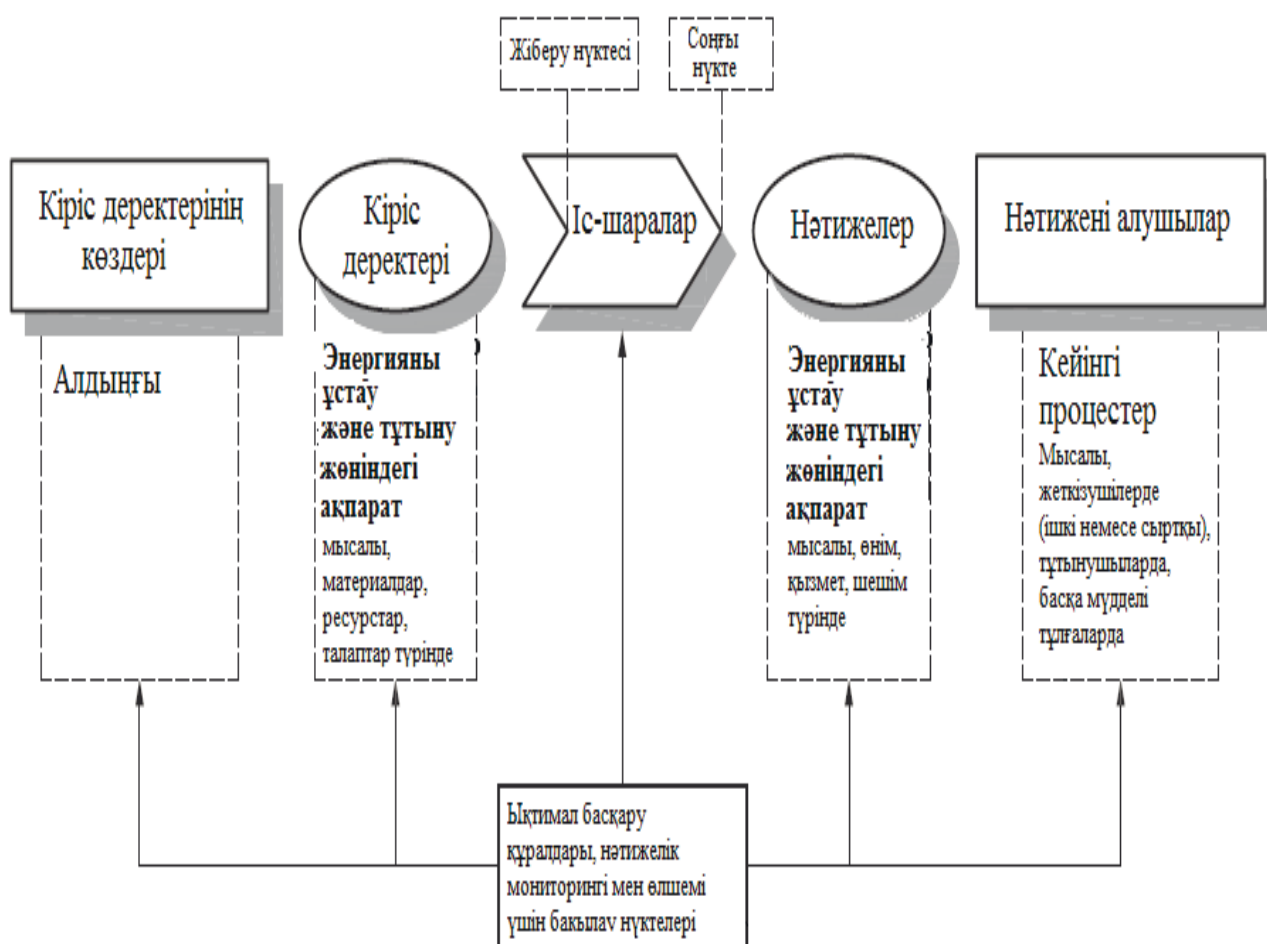 Жіберу нүктесі
Соңғы
нүкте
Кіріс деректерінің
көздері
Кіріс
деректері
Іс-шаралар
Нәтижелер
Нәтижені алушылар
Алдыңғы
Энергияны
ұстау
және тұтыну
жөніндегі
ақпарат
мысалы,
материалдар,
ресурстар,
талаптар түрінде
Энергияны
ұстау
және тұтыну
жөніндегі
ақпарат
мысалы, өнім,
қызмет, шешім
түрінде
Кейінгі
процестер
Мысалы,
жеткізушілерде
(ішкі немесе сыртқы),
тұтынушыларда,
басқа мүдделі
тұлғаларда
Ықтимал басқару
құралдары, нәтижелік
мониторингі мен өлшемі
үшін бакылау нүктелері